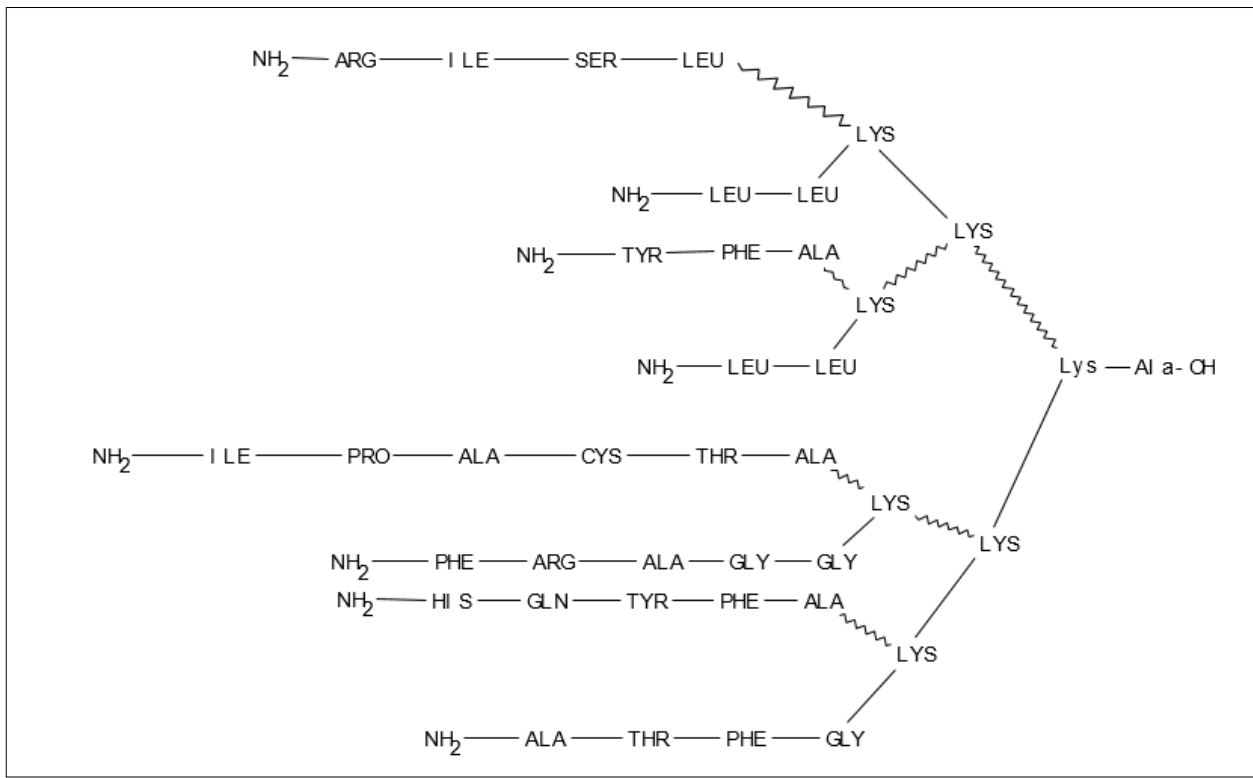 NH2 ARG ILE SER LEU
LYS
NH2 LEU LEU
LYS
NH2 TYR PHE ALA
LYS
NH2 LEU LEU
Lys Ala-OH
NH2 ILE PRO ALA CYS THR ALA
LYS
LYS
NH2 PHE ARG ALA GLY GLY
NH2 HIS GLN TYR PHE ALA
LYS
NH2 ALA THR PHE GLY